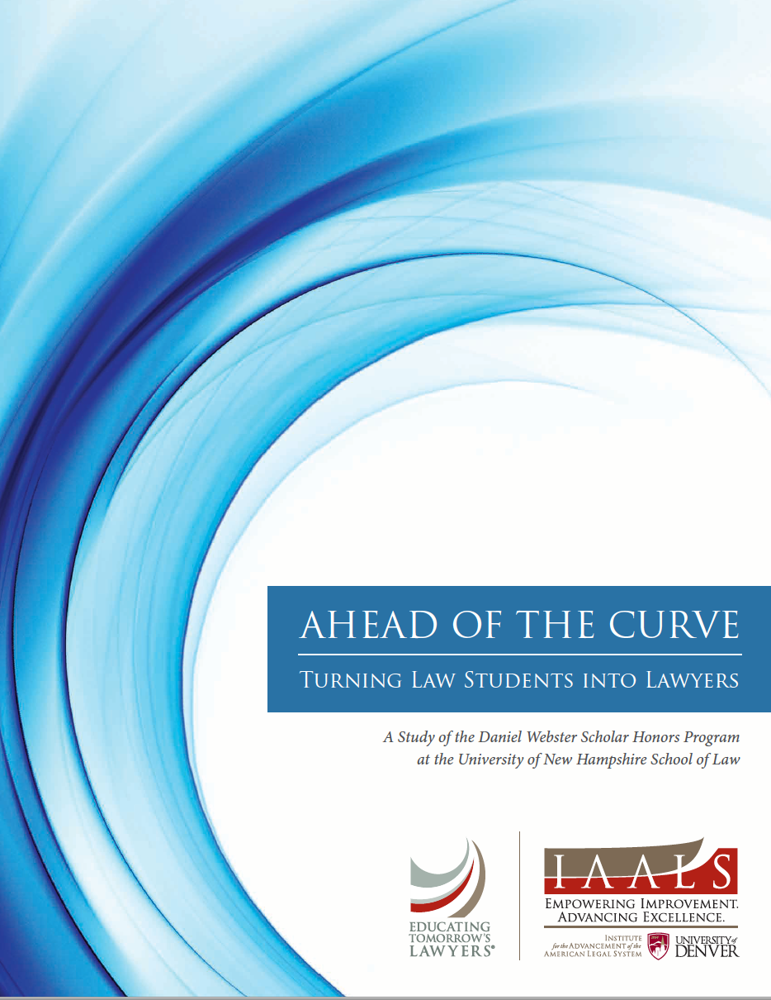 AHEAD OF THE CURVE
TURNING LAW STUDENTS INTO LAWYERS
A Study of the Daniel Webster Scholar Honors Program
at the University of New Hampshire School of Law
EDUCATING
TOMORROW'S
LAWYERS®
IAALS
EMPOWERING IMPROVEMENT.
ADVANCING EXCELLENCE.
INSTITUTE
for the ADVANCEMENT of the
AMERICAN LEGAL SYSTEM
UNIVERSITY of
DENVER